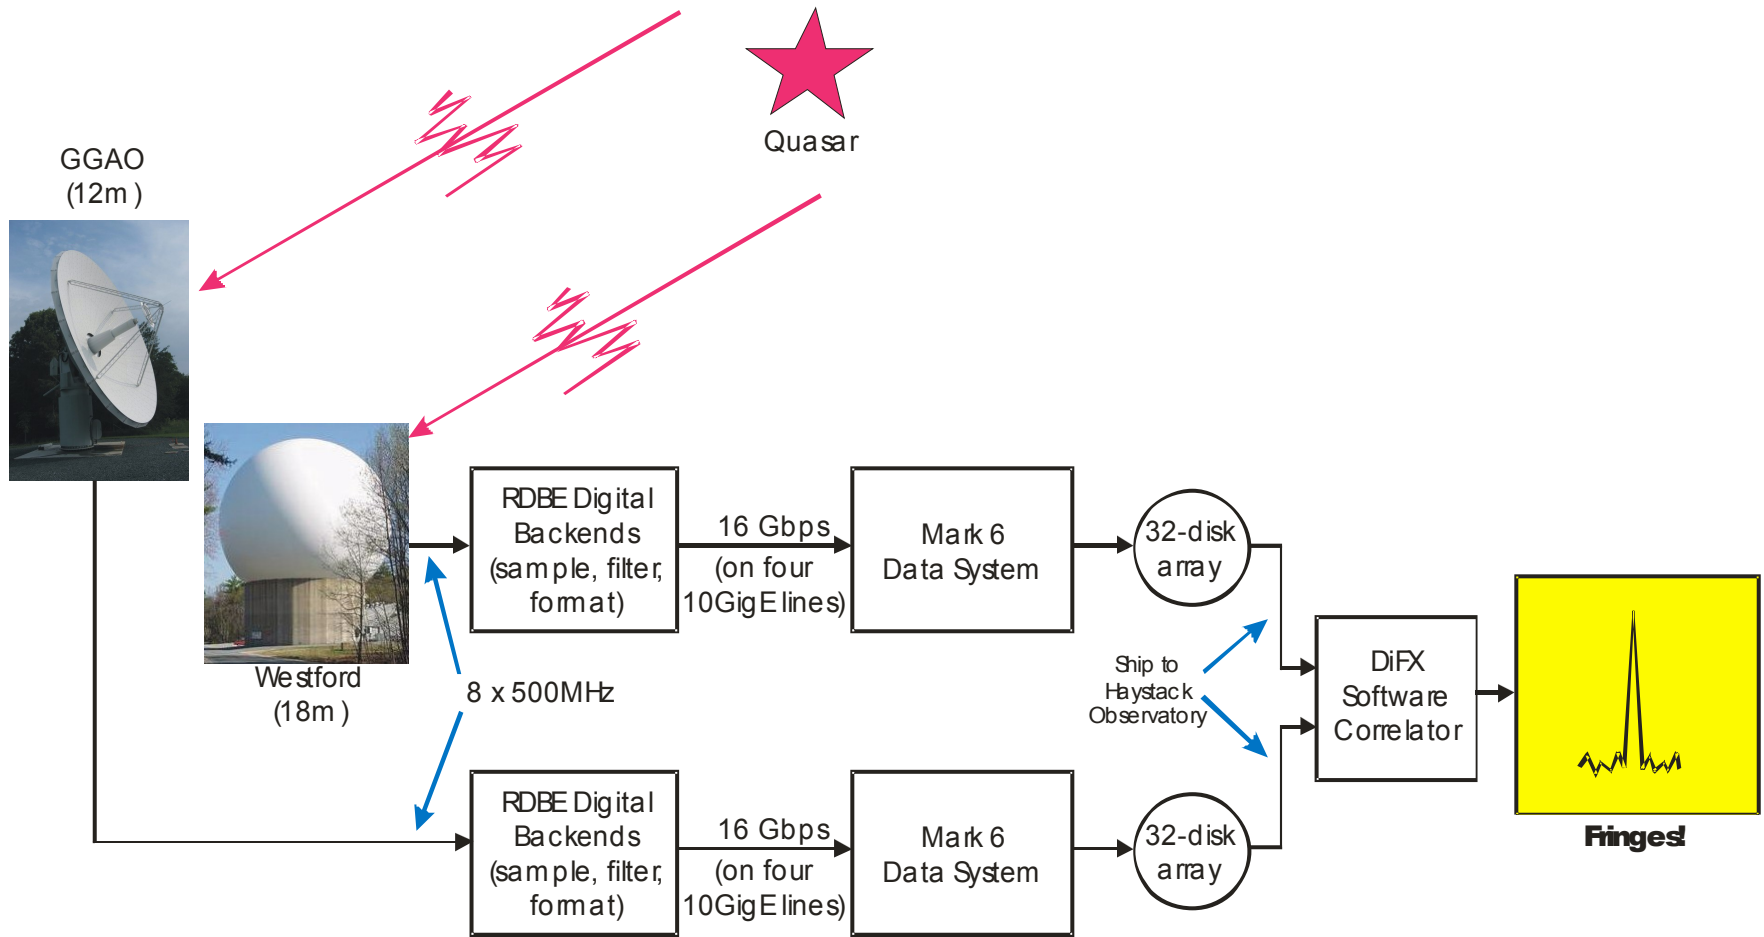 Quasar
GGAO
(12m)
Westford
(18m)
8 x 500MHz
RDBE Digital
Backends
(sample, filter,
format)
16 Gbps
(on four
10GigE lines)
Mark 6
Data System
32-disk
array
Ship to
Haystack
Observatory
DiFX
Software
Correlator
Fringes!
RDBE Digital
Backends
(sample, filter,
format)
16 Gbps
(on four
10GigE lines)
Mark 6
Data System
32-disk
array